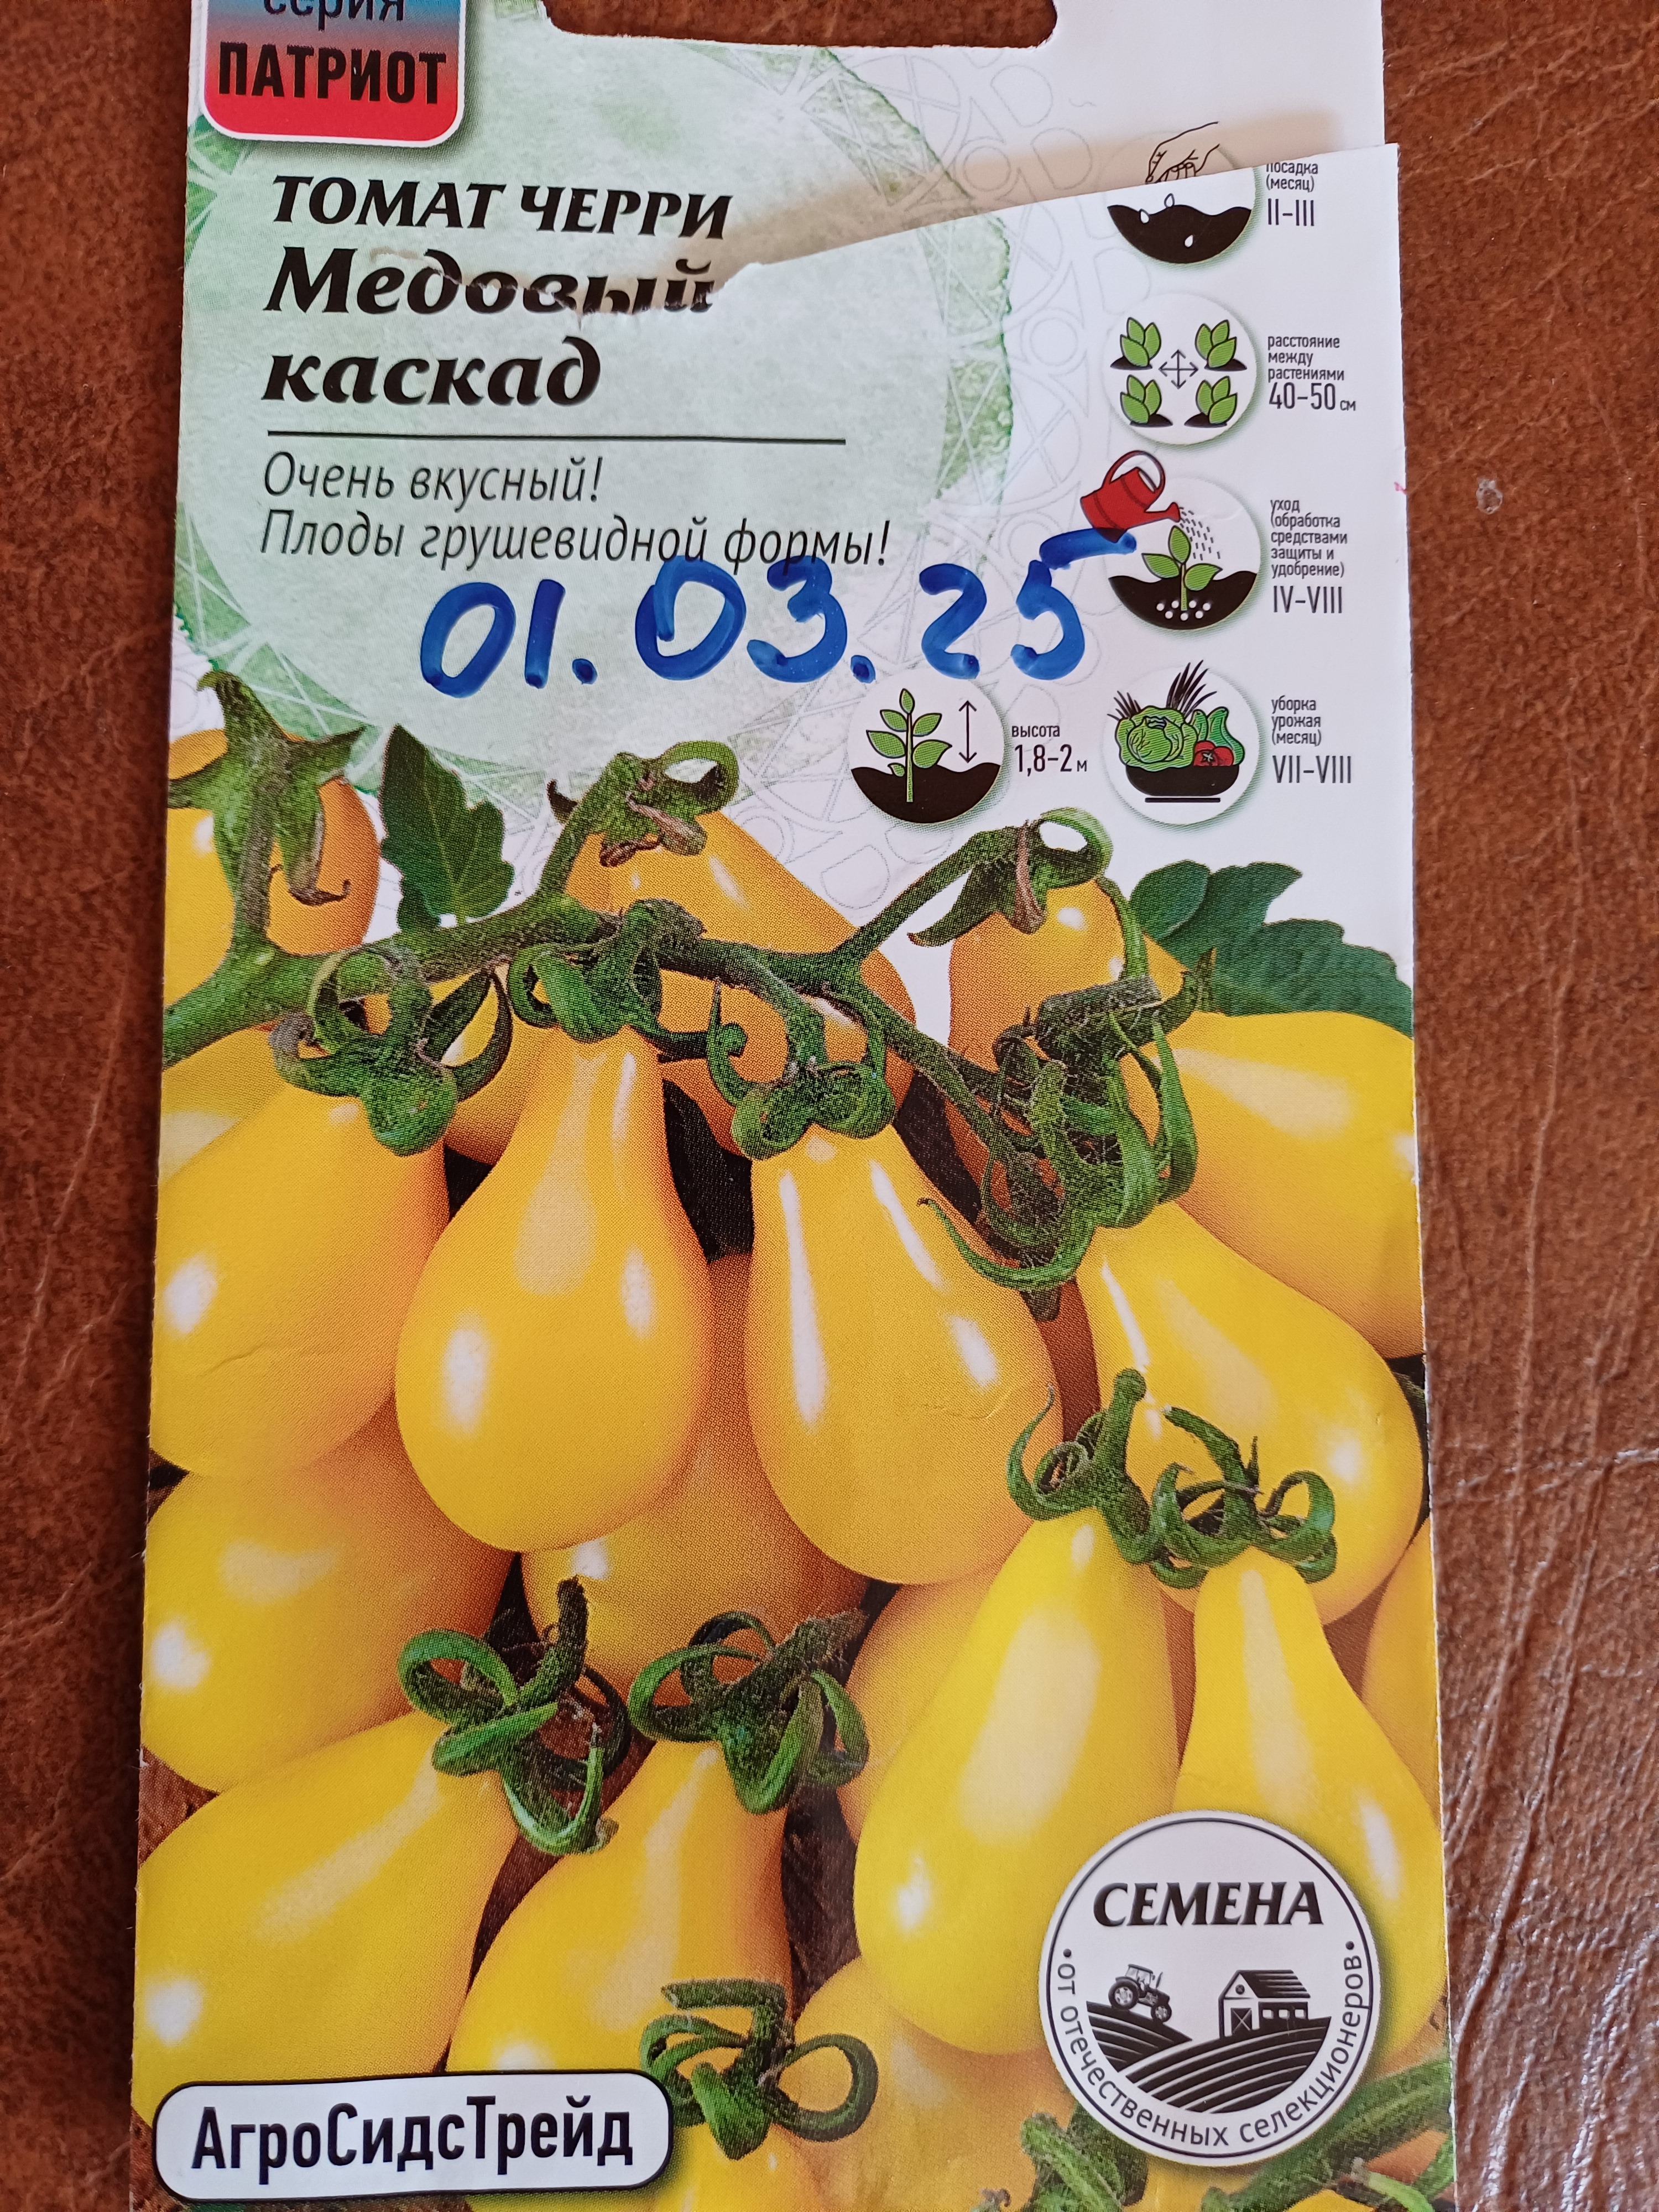 серия
ПАТРИОТ
ТОМАТ ЧЕРРИ
Медовый
каскад
Очень вкусный!
Плоды грушевидной формы!
01.03.25
посадка
(месяц)
II-III
расстояние
между
растениями
40-50 см
уход
(обработка
средствами
защиты и
удобрение)
IV-VIII
высота
1,8-2 м
уборка
урожая
(месяц)
VII-VIII
СЕМЕНА
•от отечественных селекционеров•
АгроСидсТрейд